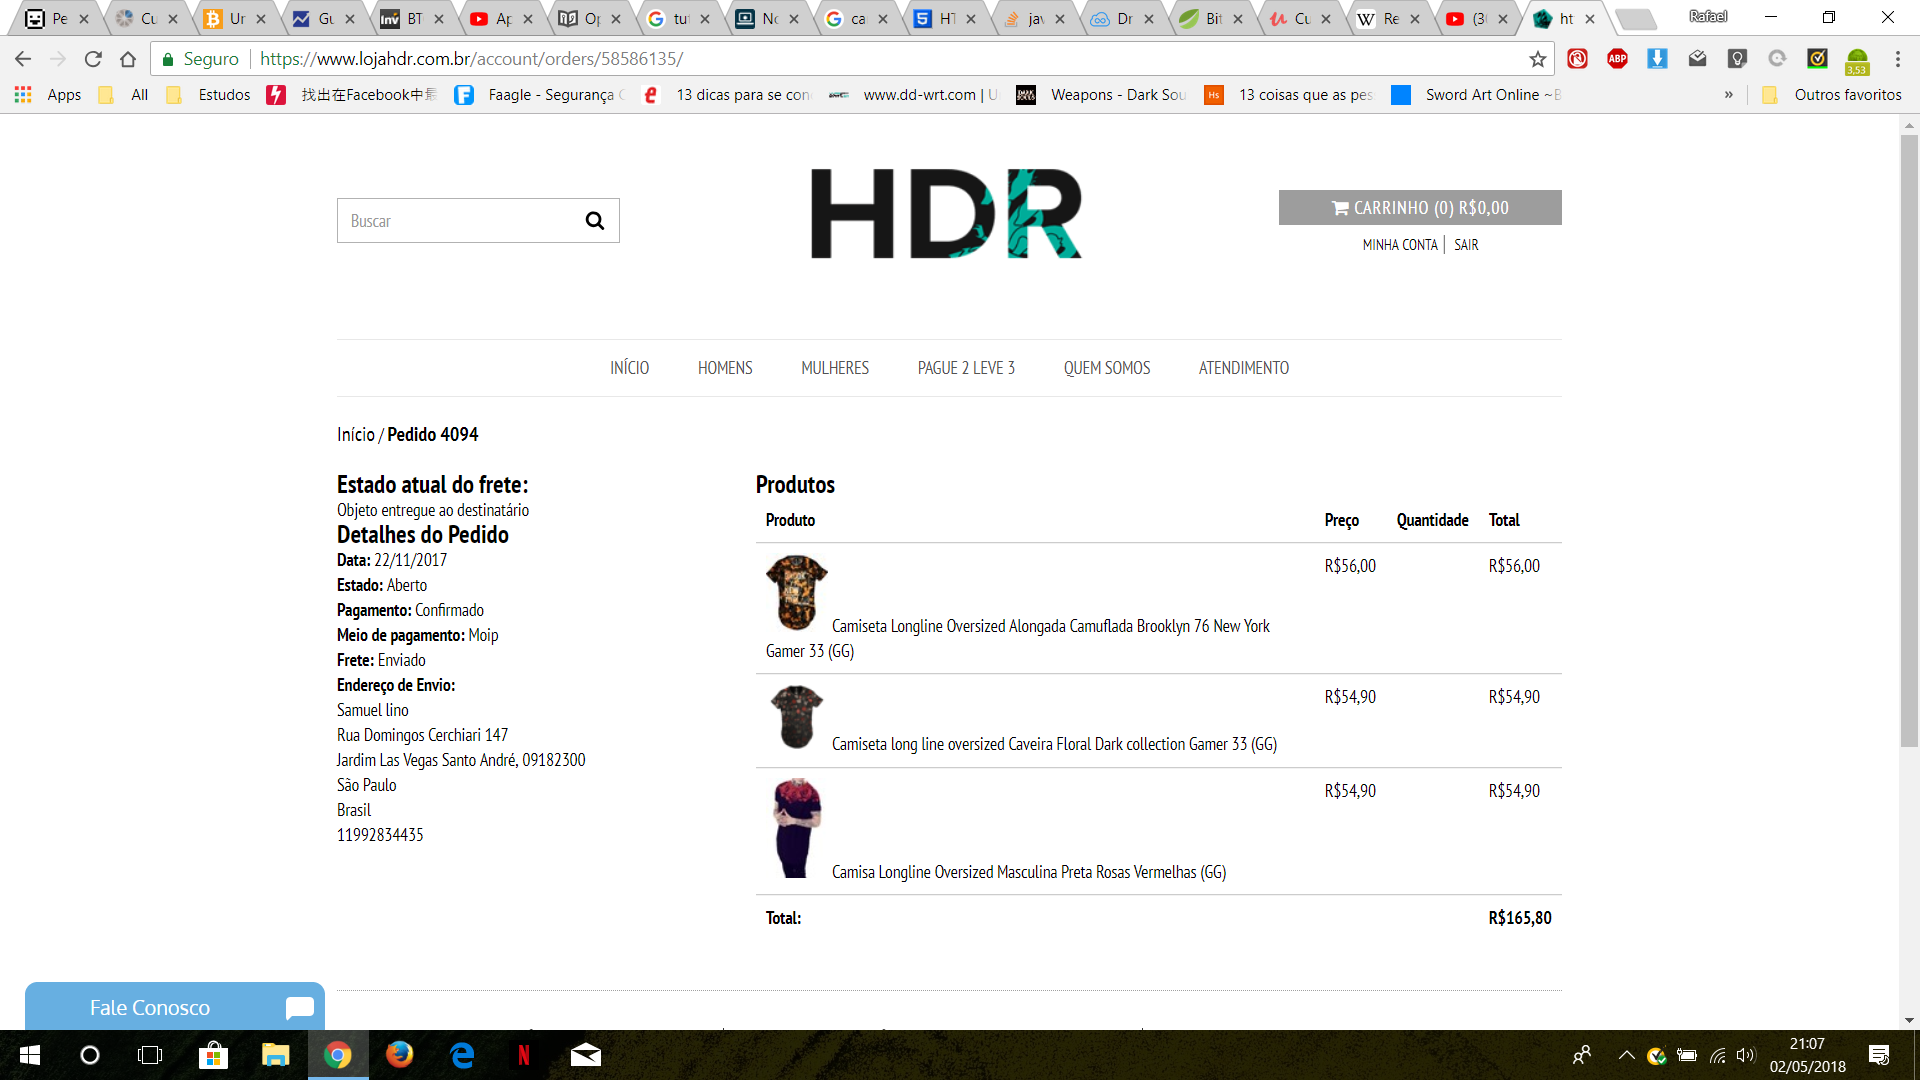 Pe
Cu
Ur
Gu
BT
Ap
Op
tut
Nc
ca
HT
jav
Dr
Bit
Cu
Re
(3
ht
Rafael
Seguro
https://www.lojahdr.com.br/account/orders/58586135/
ABP
3,53
Apps
All
Estudos
找出在Facebook中
Faagle - Segurança
13 dicas para se con
www.dd-wrt.com | U
Weapons - Dark Sou
13 coisas que as pes
Sword Art Online ~
»
Outros favoritos
Buscar
HDR
CARRINHO (0) R$0,00
MINHA CONTA | SAIR
INÍCIO
HOMENS
MULHERES
PAGUE 2 LEVE 3
QUEM SOMOS
ATENDIMENTO
Início / Pedido 4094
Estado atual do frete:
Objeto entregue ao destinatário
Detalhes do Pedido
Data: 22/11/2017
Estado: Aberto
Pagamento: Confirmado
Meio de pagamento: Moip
Frete: Enviado
Endereço de Envio:
Samuel lino
Rua Domingos Cerchiari 147
Jardim Las Vegas Santo André, 09182300
São Paulo
Brasil
11992834435
Produtos
Produto Preço Quantidade Total
R$56,00 R$56,00
Camiseta Longline Oversized Alongada Camuflada Brooklyn 76 New York
Gamer 33 (GG)
R$54,90 R$54,90
Camiseta long line oversized Caveira Floral Dark collection Gamer 33 (GG)
R$54,90 R$54,90
Camisa Longline Oversized Masculina Preta Rosas Vermelhas (GG)
Total: R$165,80
Fale Conosco
21:07
02/05/2018